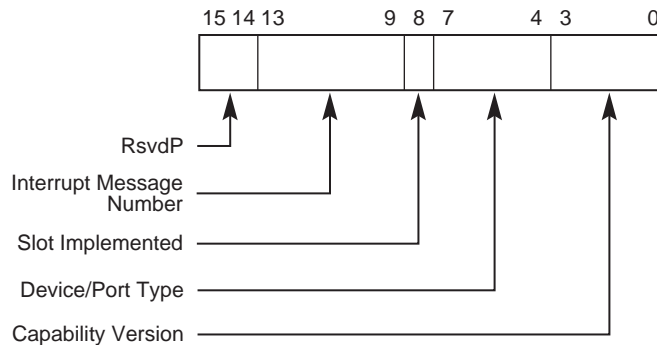 15 14 13 9 8 7 4 3 0
RsvdP
Interrupt Message
Number
Slot Implemented
Device/Port Type
Capability Version